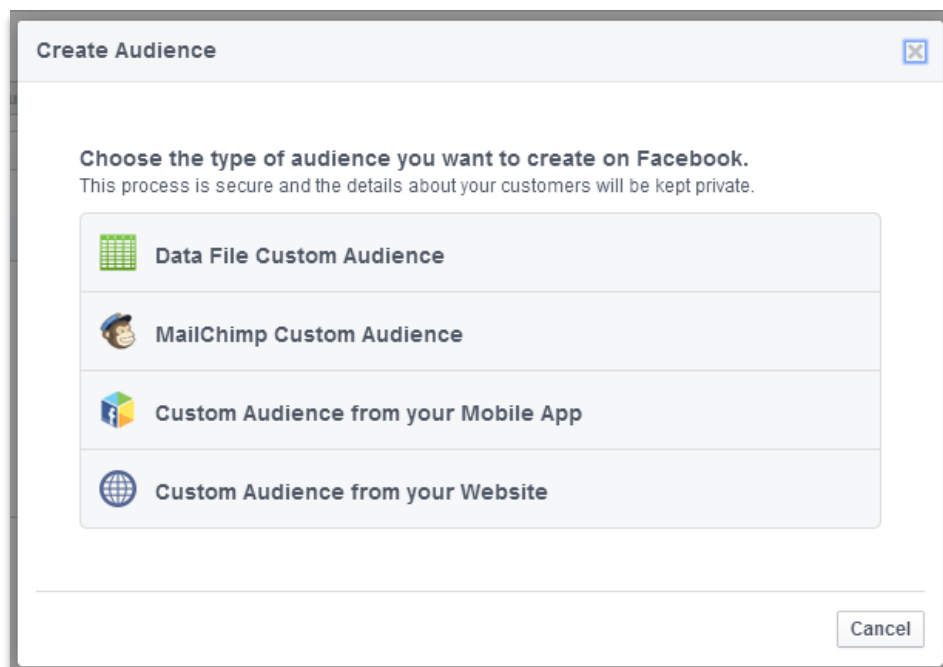 Create Audience
Choose the type of audience you want to create on Facebook.
This process is secure and the details about your customers will be kept private.
Data File Custom Audience
MailChimp Custom Audience
Custom Audience from your Mobile App
Custom Audience from your Website
Cancel